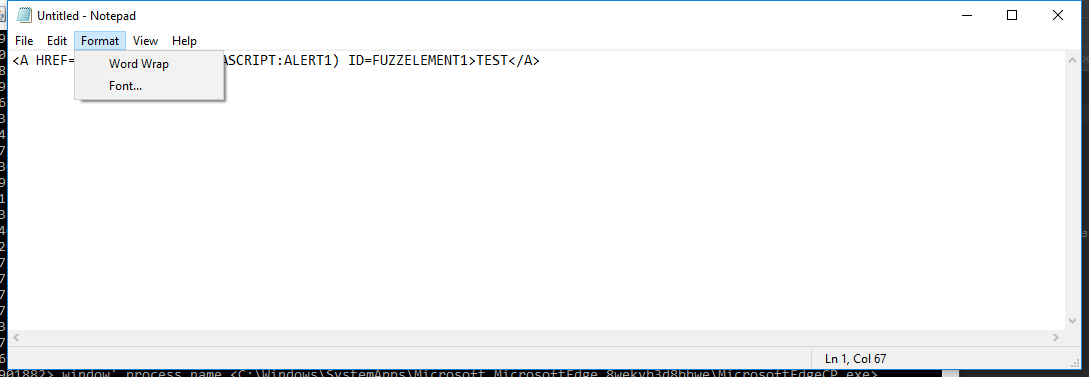 Untitled - Notepad
File Edit Format View Help
<A HREF= ASCRIPT:ALERT1) ID=FUZZELEMENT1>TEST</A>
Word Wrap
Font...
Ln 1, Col 67
001882> window' process name <C:\Windows\SystemApps\Microsoft.MicrosoftEdge_8wekyb3d8bbwe\MicrosoftEdgeCP.exe>